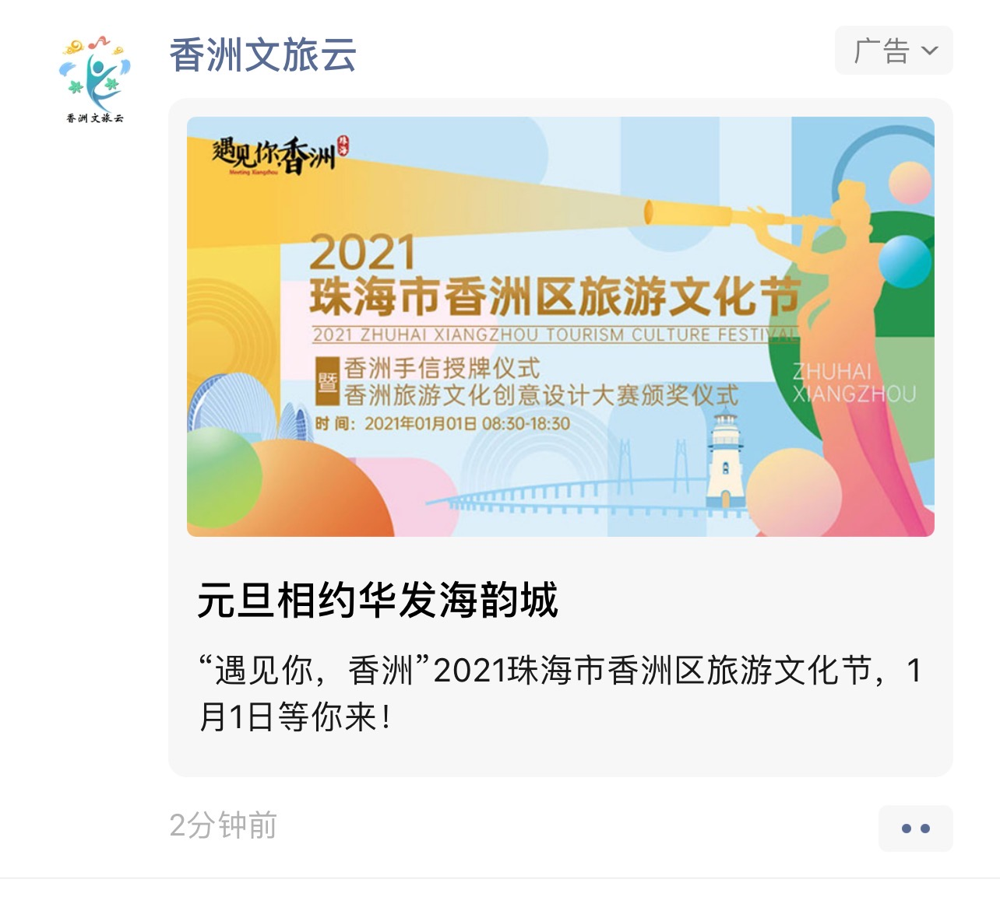 香洲文旅云
广告
香洲文旅云
遇见你,香洲
珠海
Meeting Xiangzhou
2021
珠海市香洲区旅游文化节
2021 ZHUHAI XIANGZHOU TOURISM CULTURE FESTIVAL
暨
香洲手信授牌仪式
香洲旅游文化创意设计大赛颁奖仪式
时 间：2021年01月01日 08:30-18:30
ZHUHAI
XIANGZHOU
元旦相约华发海韵城
“遇见你，香洲”2021珠海市香洲区旅游文化节，1
月1日等你来！
2分钟前